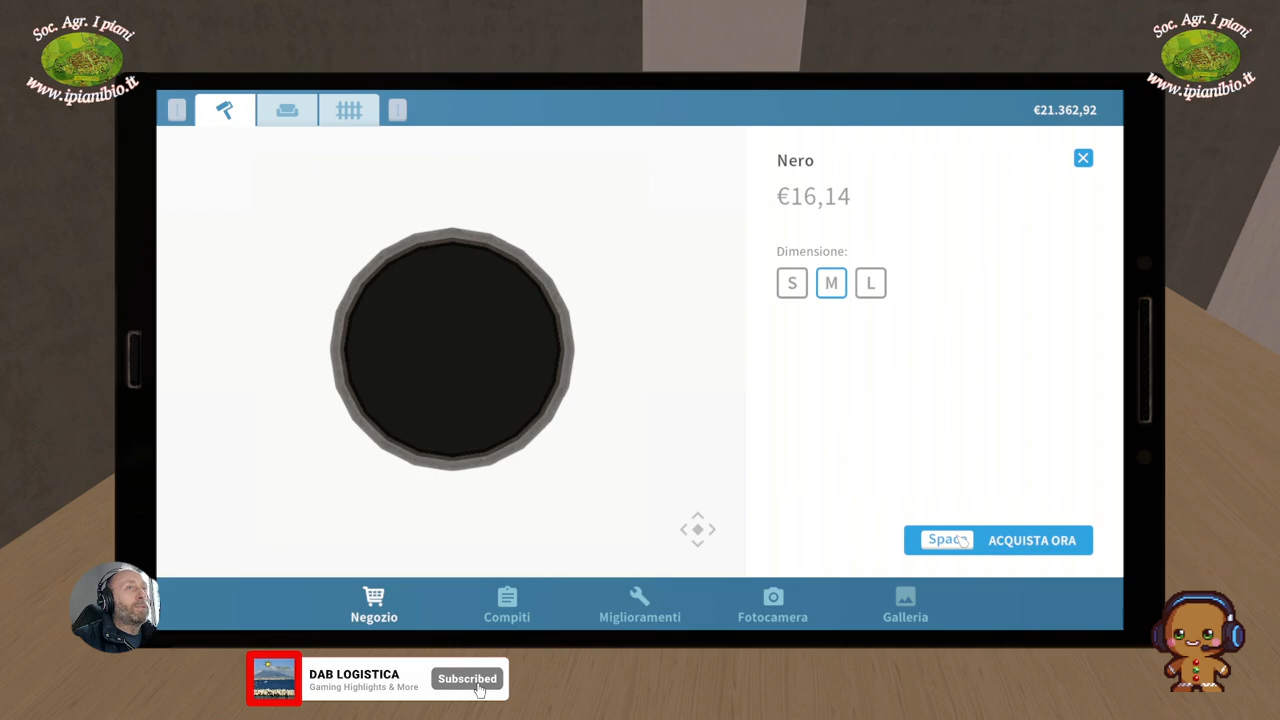 Soc. Agr. I piani
www.ipianibio.it
Soc. Agr. I piani
www.ipianibio.it
€21.362,92
Nero
€16,14
Dimensione:
S M L
Space ACQUISTA ORA
Negozio Compiti Miglioramenti Fotocamera Galleria
DAB LOGISTICA
Gaming Highlights & More
Subscribed